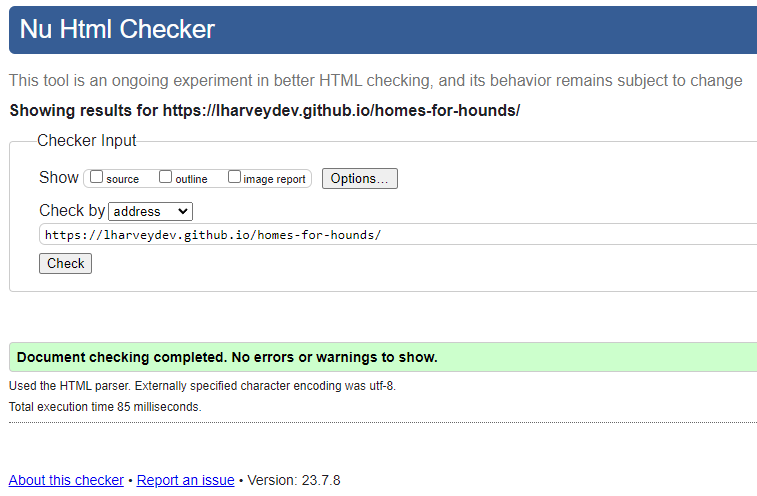 Nu Html Checker
This tool is an ongoing experiment in better HTML checking, and its behavior remains subject to change
Showing results for https://lharveydev.github.io/homes-for-hounds/
Checker Input
Show source outline image report Options...
Check by address
https://lharveydev.github.io/homes-for-hounds/
Check
Document checking completed. No errors or warnings to show.
Used the HTML parser. Externally specified character encoding was utf-8.
Total execution time 85 milliseconds.
About this checker • Report an issue • Version: 23.7.8